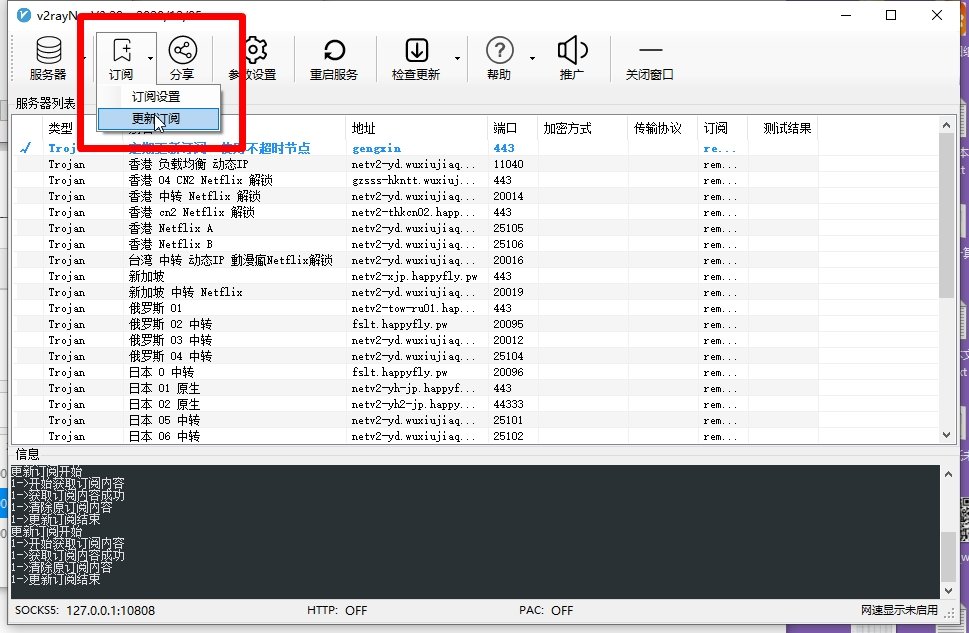 服务器
订阅
分享
重启服务
检查更新
帮助
推广
关闭窗口
订阅设置
更新订阅
服务器列表
类型 地址 端口 加密方式 传输协议 订阅 测试结果
gengxin 443 re...
Trojan 香港 负载均衡 动态IP netv2-yd.wuxiujiaq... 11040 rem...
Trojan 香港 04 CN2 Netflix 解锁 gzsss-hkntt.wuxiuj... 443 rem...
Trojan 香港 中转 Netflix 解锁 netv2-yd.wuxiujiaq... 20014 rem...
Trojan 香港 cn2 Netflix 解锁 netv2-thkcn02.happ... 443 rem...
Trojan 香港 Netflix A netv2-yd.wuxiujiaq... 25105 rem...
Trojan 香港 Netflix B netv2-yd.wuxiujiaq... 25106 rem...
Trojan 台湾 中转 动态IP 動漫瘋Netflix解锁 netv2-yd.wuxiujiaq... 20016 rem...
Trojan 新加坡 netv2-xjp.happyfly.pw 443 rem...
Trojan 新加坡 中转 Netflix netv2-yd.wuxiujiaq... 20019 rem...
Trojan 俄罗斯 01 netv2-tow-ru01.hap... 443 rem...
Trojan 俄罗斯 02 中转 fslt.happyfly.pw 20095 rem...
Trojan 俄罗斯 03 中转 netv2-yd.wuxiujiaq... 20012 rem...
Trojan 俄罗斯 04 中转 netv2-yd.wuxiujiaq... 25104 rem...
Trojan 日本 0 中转 fslt.happyfly.pw 20096 rem...
Trojan 日本 01 原生 netv2-yh-jp.happyf... 443 rem...
Trojan 日本 02 原生 netv2-yh2-jp.happy... 44333 rem...
Trojan 日本 05 中转 netv2-yd.wuxiujiaq... 25101 rem...
Trojan 日本 06 中转 netv2-yd.wuxiujiaq... 25102 rem...
信息
更新订阅开始
1->开始获取订阅内容
1->获取订阅内容成功
1->清除原订阅内容
1->更新订阅结束
更新订阅开始
1->开始获取订阅内容
1->获取订阅内容成功
1->清除原订阅内容
1->更新订阅结束
SOCKS5: 127.0.0.1:10808 HTTP: OFF PAC: OFF 网速显示未启用